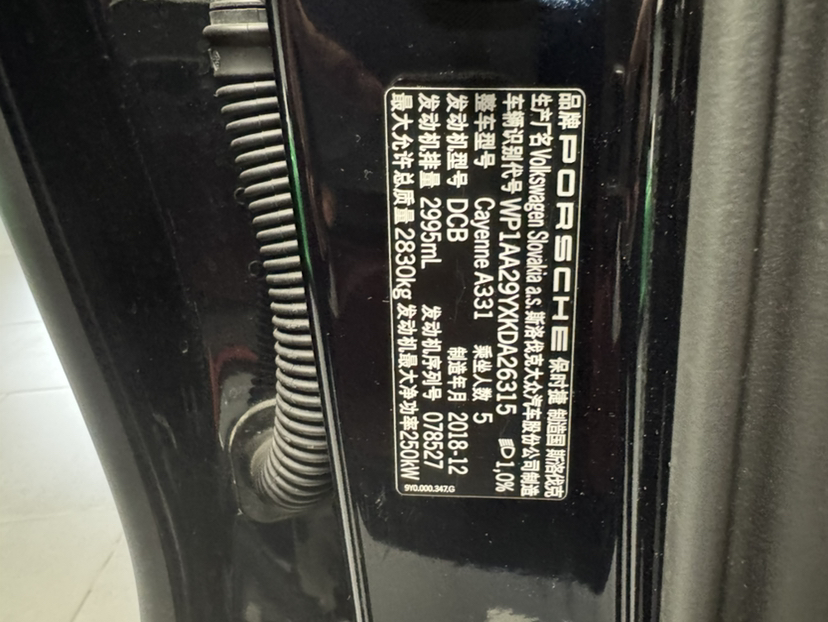 品牌 PORSCHE 保时捷 制造国 斯洛伐克
生产厂名 Volkswagen Slovakia a.s. 斯洛伐克大众汽车股份公司制造
车辆识别代号 WP1AA29YXKDA26315 1,0%
整车型号 Cayenne A331 乘坐人数 5
发动机型号 DCB 制造年月 2018-12
发动机排量 2995mL 发动机序列号 078527
最大允许总质量 2830kg 发动机最大净功率 250kW
9Y0.000.347.G